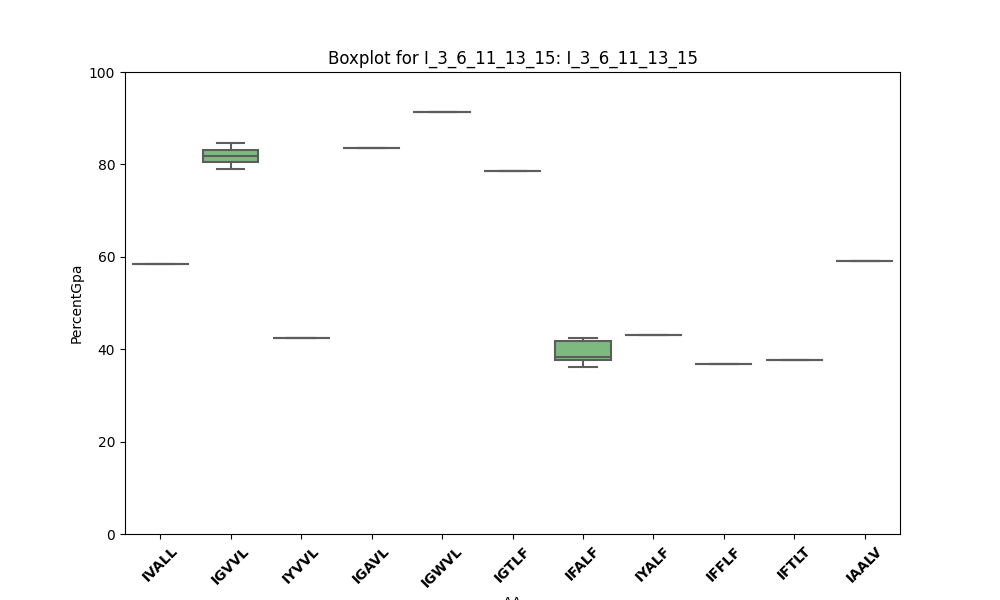 Boxplot for I_3_6_11_13_15: I_3_6_11_13_15
100
80
60
40
20
0
PercentGpa
IVALL
IGVVL
IYVVL
IGAVL
IGWVL
IGTLF
IFALF
IYALF
IFFLF
IFTLT
IAALV